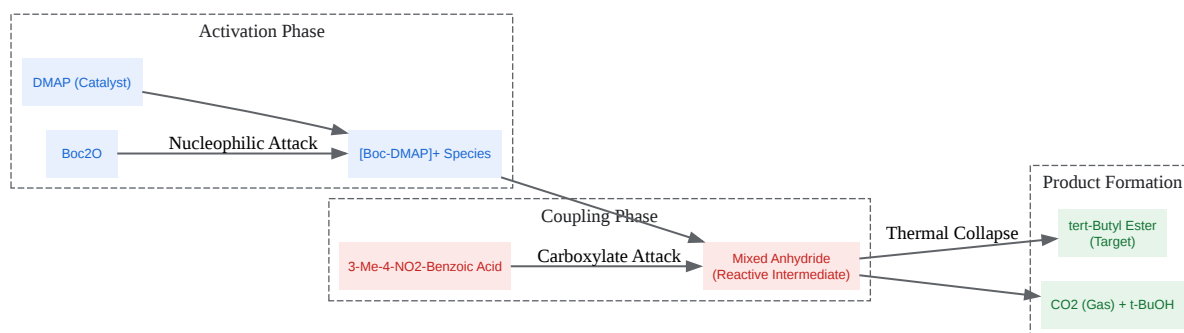 Activation Phase
DMAP (Catalyst)
Boc2O
Nucleophilic Attack
[Boc-DMAP]+ Species
Coupling Phase
3-Me-4-NO2-Benzoic Acid
Carboxylate Attack
Mixed Anhydride
(Reactive Intermediate)
Thermal Collapse
Product Formation
tert-Butyl Ester
(Target)
CO2 (Gas) + t-BuOH